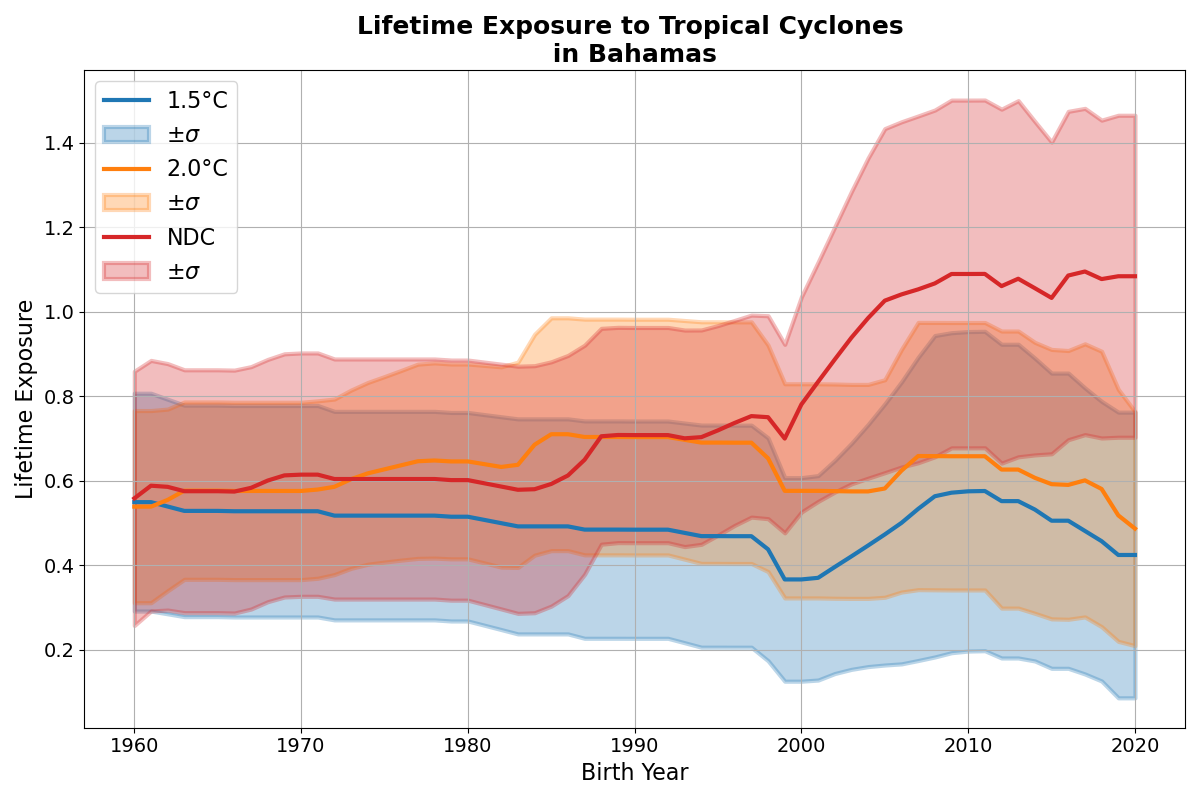 Lifetime Exposure to Tropical Cyclones
in Bahamas
1.5°C
±σ
2.0°C
±σ
NDC
±σ
Lifetime Exposure
1.4
1.2
1.0
0.8
0.6
0.4
0.2
1960
1970
1980
1990
2000
2010
2020
Birth Year